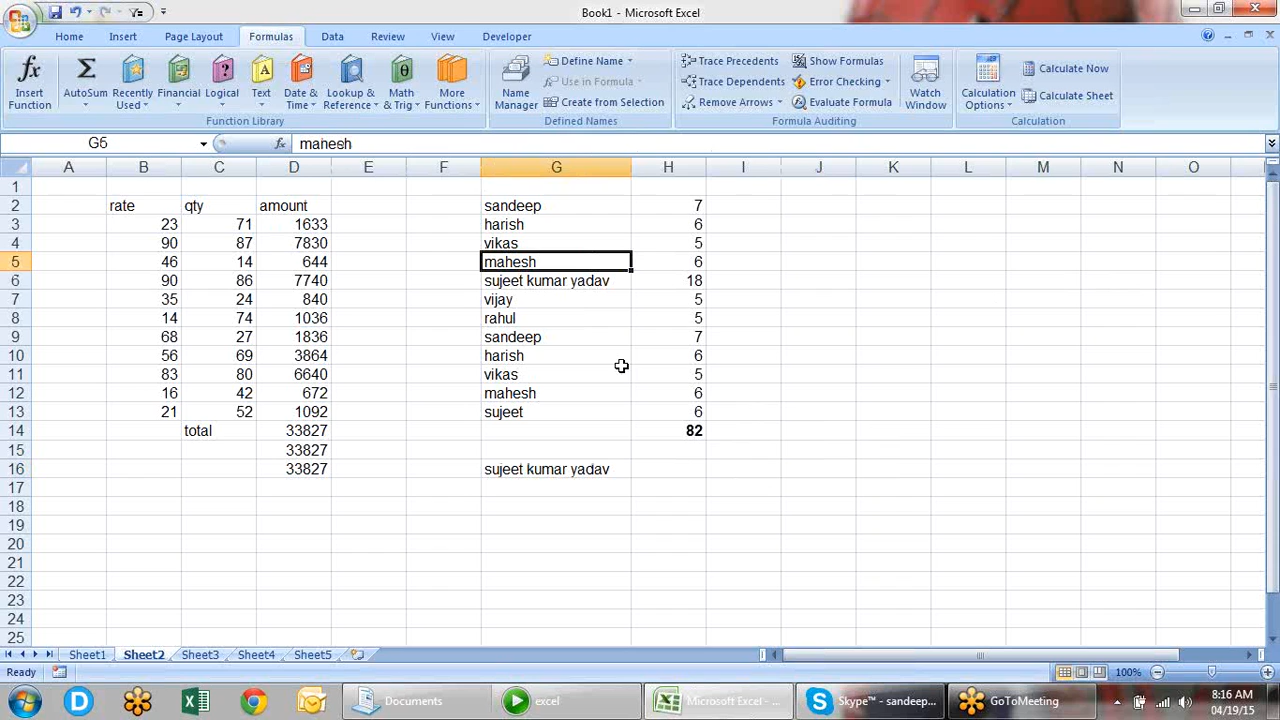 Book1 - Microsoft Excel
Home Insert Page Layout Formulas Data Review View Developer
fx Insert Function
Σ AutoSum
Recently Used
Financial
Logical
Text
Date & Time
Lookup & Reference
Math & Trig
More Functions
Function Library
Name Manager
Define Name
Use in Formula
Create from Selection
Defined Names
Trace Precedents
Trace Dependents
Remove Arrows
Show Formulas
Error Checking
Evaluate Formula
Watch Window
Formula Auditing
Calculation Options
Calculate Now
Calculate Sheet
Calculation
G5 fx mahesh
A B C D E F G H I J K L M N O
1
2 rate qty amount sandeep 7
3 23 71 1633 harish 6
4 90 87 7830 vikas 5
5 46 14 644 mahesh 6
6 90 86 7740 sujeet kumar yadav 18
7 35 24 840 vijay 5
8 14 74 1036 rahul 5
9 68 27 1836 sandeep 7
10 56 69 3864 harish 6
11 83 80 6640 vikas 5
12 16 42 672 mahesh 6
13 21 52 1092 sujeet 6
14 total 33827 82
15 33827
16 33827 sujeet kumar yadav
17
18
19
20
21
22
23
24
25
Sheet1 Sheet2 Sheet3 Sheet4 Sheet5
Ready 100%
D Documents excel Microsoft Excel - ... Skype™ - sandeep... GoToMeeting 8:16 AM
04/19/15